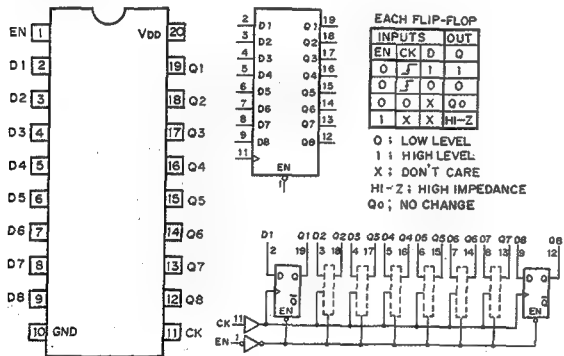 EN 1
VDD 20
D1 2
19 Q1
D2 3
18 Q2
D3 4
17 Q3
D4 5
16 Q4
D5 6
15 Q5
D6 7
14 Q6
D7 8
13 Q7
D8 9
12 Q8
10 GND
11 CK
2 D1 Q1 19
3 D2 Q2 18
4 D3 Q3 17
5 D4 Q4 16
6 D5 Q5 15
7 D6 Q6 14
8 D7 Q7 13
9 D8 Q8 12
11
EN
1
EACH FLIP-FLOP
INPUTS OUT
EN CK D Q
0 1 1
0 0 0
0 0 X Qo
1 X X HI-Z
0 ; LOW LEVEL
1 ; HIGH LEVEL
X ; DON'T CARE
HI-Z ; HIGH IMPEDANCE
Qo ; NO CHANGE
D1 Q1 D2 Q2 D3 Q3 D4 Q4 D5 Q5 D6 Q6 D7 Q7 D8 Q8
2 19 3 18 4 17 5 16 6 15 7 14 8 13 9 12
D Q
Q
EN
D Q
Q
EN
CK 11
EN 1